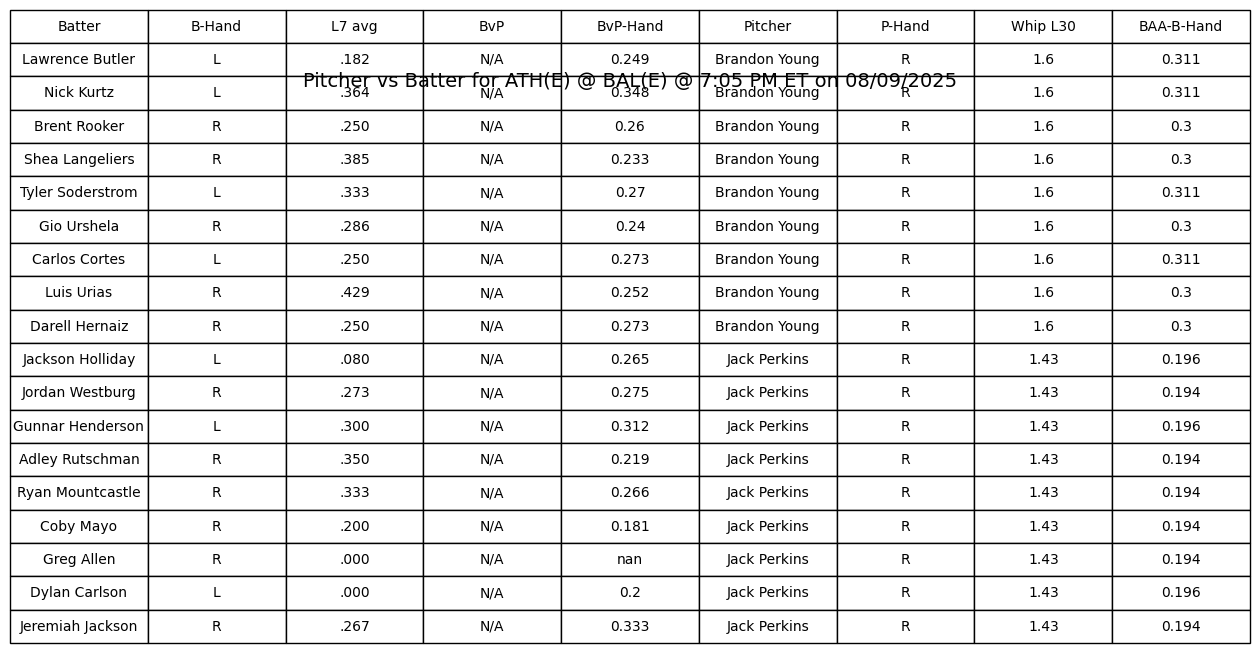 Batter B-Hand L7 avg BvP BvP-Hand Pitcher P-Hand Whip L30 BAA-B-Hand
Lawrence Butler L .182 N/A 0.249 Brandon Young R 1.6 0.311
Pitcher vs Batter for ATH(E) @ BAL(E) @ 7:05 PM ET on 08/09/2025
Nick Kurtz L .364 N/A 0.348 Brandon Young R 1.6 0.311
Brent Rooker R .250 N/A 0.26 Brandon Young R 1.6 0.3
Shea Langeliers R .385 N/A 0.233 Brandon Young R 1.6 0.3
Tyler Soderstrom L .333 N/A 0.27 Brandon Young R 1.6 0.311
Gio Urshela R .286 N/A 0.24 Brandon Young R 1.6 0.3
Carlos Cortes L .250 N/A 0.273 Brandon Young R 1.6 0.311
Luis Urias R .429 N/A 0.252 Brandon Young R 1.6 0.3
Darell Hernaiz R .250 N/A 0.273 Brandon Young R 1.6 0.3
Jackson Holliday L .080 N/A 0.265 Jack Perkins R 1.43 0.196
Jordan Westburg R .273 N/A 0.275 Jack Perkins R 1.43 0.194
Gunnar Henderson L .300 N/A 0.312 Jack Perkins R 1.43 0.196
Adley Rutschman R .350 N/A 0.219 Jack Perkins R 1.43 0.194
Ryan Mountcastle R .333 N/A 0.266 Jack Perkins R 1.43 0.194
Coby Mayo R .200 N/A 0.181 Jack Perkins R 1.43 0.194
Greg Allen R .000 N/A nan Jack Perkins R 1.43 0.194
Dylan Carlson L .000 N/A 0.2 Jack Perkins R 1.43 0.196
Jeremiah Jackson R .267 N/A 0.333 Jack Perkins R 1.43 0.194